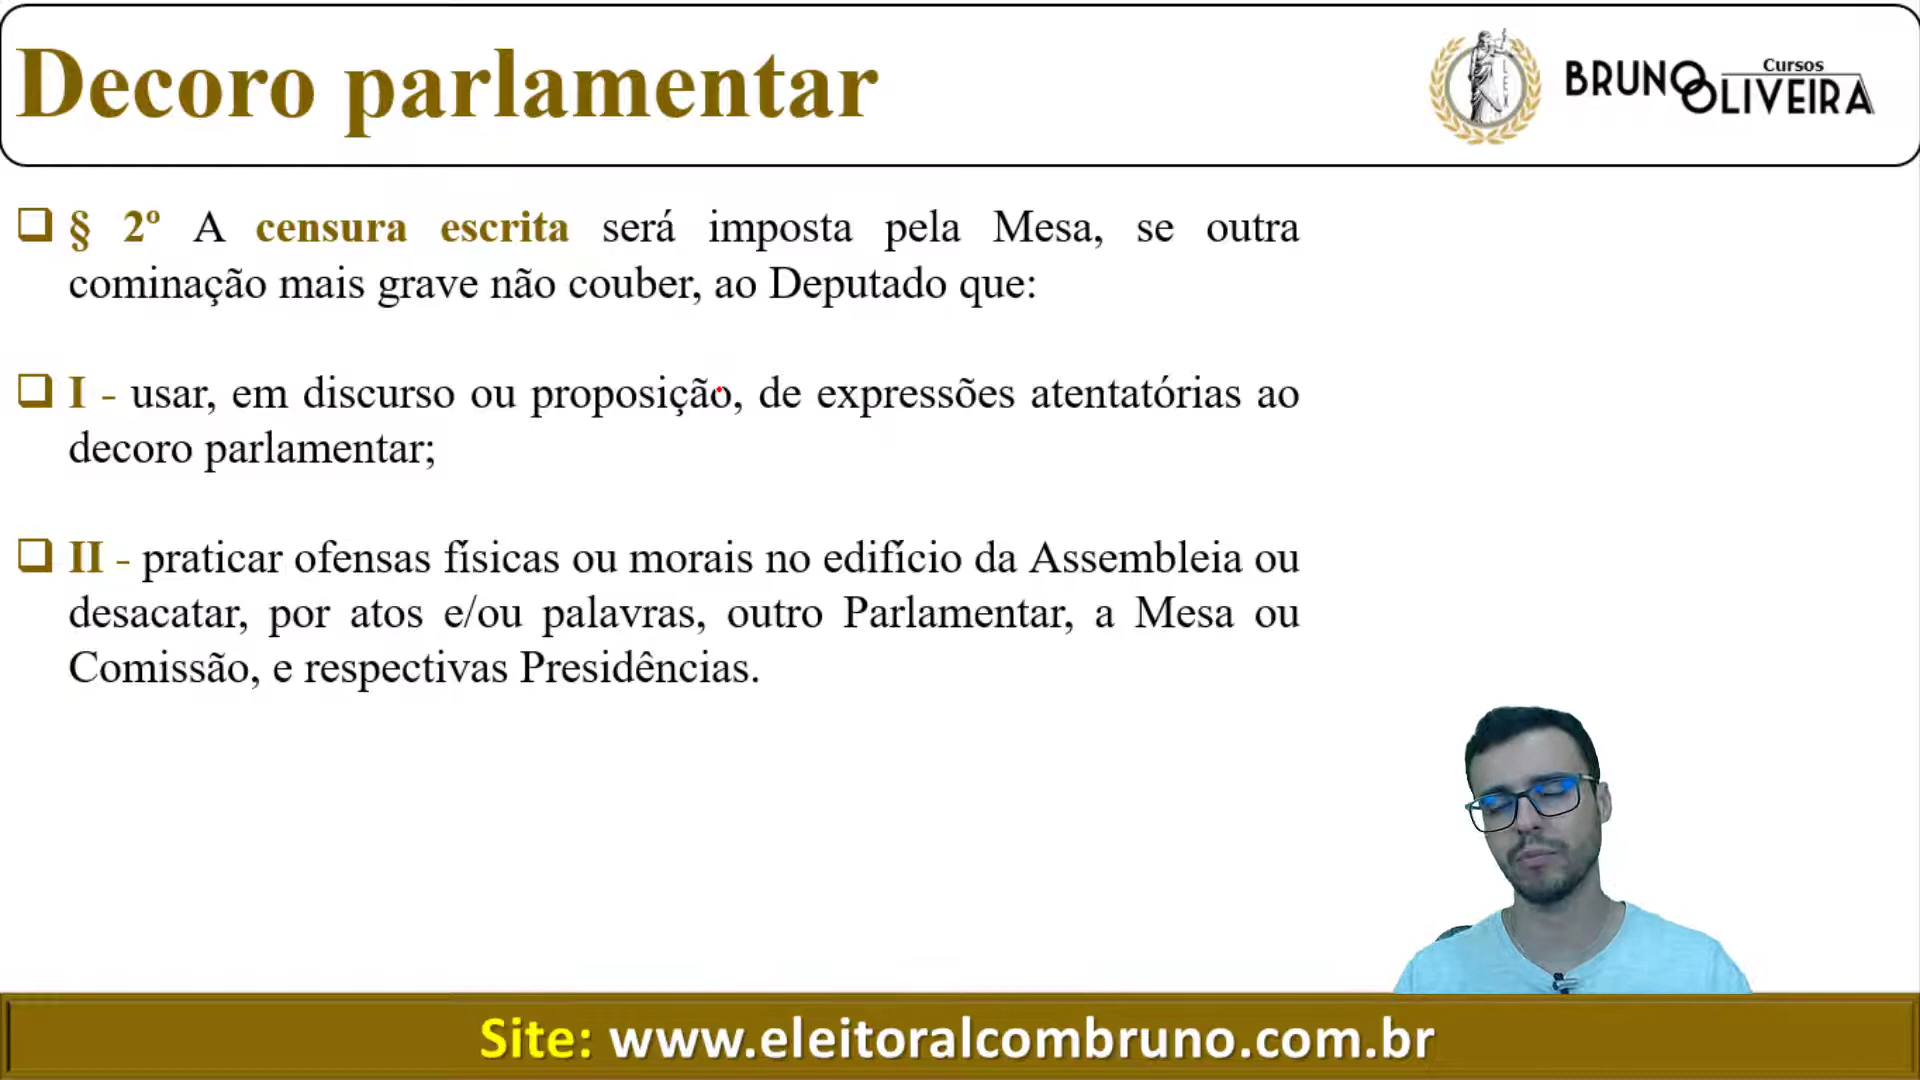 Decoro parlamentar
Cursos
BRUNO OLIVEIRA
LEX
§ 2º A censura escrita será imposta pela Mesa, se outra
cominação mais grave não couber, ao Deputado que:
I - usar, em discurso ou proposição, de expressões atentatórias ao
decoro parlamentar;
II - praticar ofensas físicas ou morais no edifício da Assembleia ou
desacatar, por atos e/ou palavras, outro Parlamentar, a Mesa ou
Comissão, e respectivas Presidências.
Site: www.eleitoralcombruno.com.br